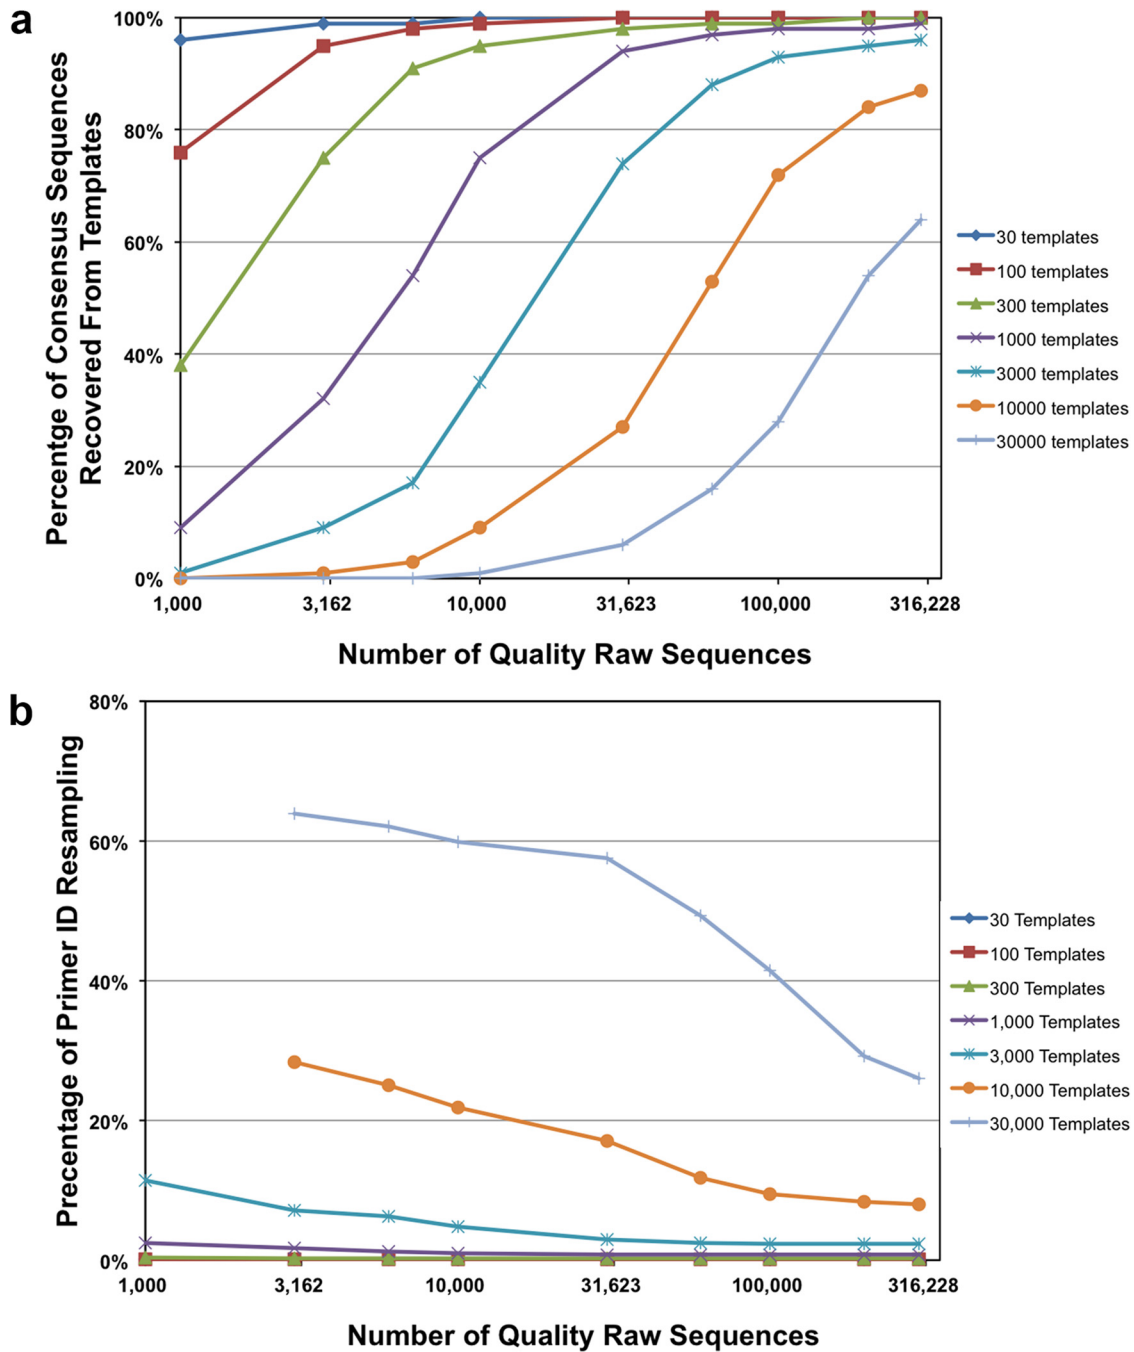 a
Percentge of Consensus Sequences
Recovered From Templates
100%
80%
60%
40%
20%
0%
1,000
3,162
10,000
31,623
100,000
316,228
Number of Quality Raw Sequences
30 templates
100 templates
300 templates
1000 templates
3000 templates
10000 templates
30000 templates
b
Precentage of Primer ID Resampling
80%
60%
40%
20%
0%
1,000
3,162
10,000
31,623
100,000
316,228
Number of Quality Raw Sequences
30 Templates
100 Templates
300 Templates
1,000 Templates
3,000 Templates
10,000 Templates
30,000 Templates